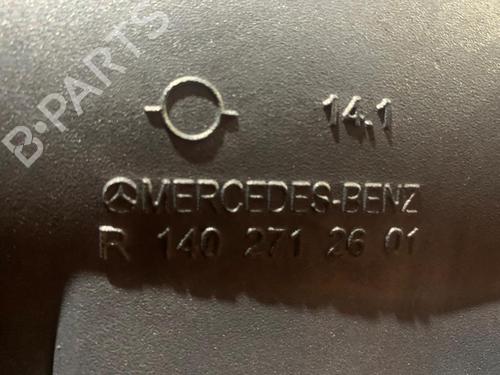 B-PARTS
14.1
MERCEDES-BENZ
R 140 271 26 01